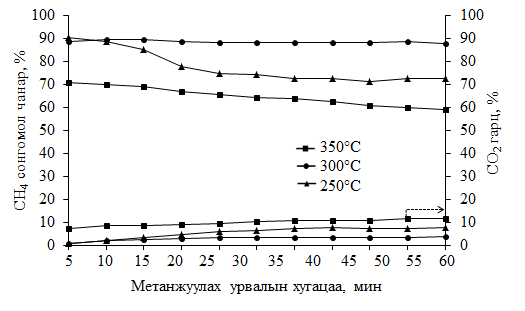 100 100
90 90
80 80
70 70
60 60
50 50
40 40
30 30
20 20
10 10
0 0
CH4 сонгомол чанар, %
CO2 гарц, %
350°C
300°C
250°C
5 10 15 20 25 30 35 40 45 50 55 60
Метанжуулах урвалын хугацаа, мин